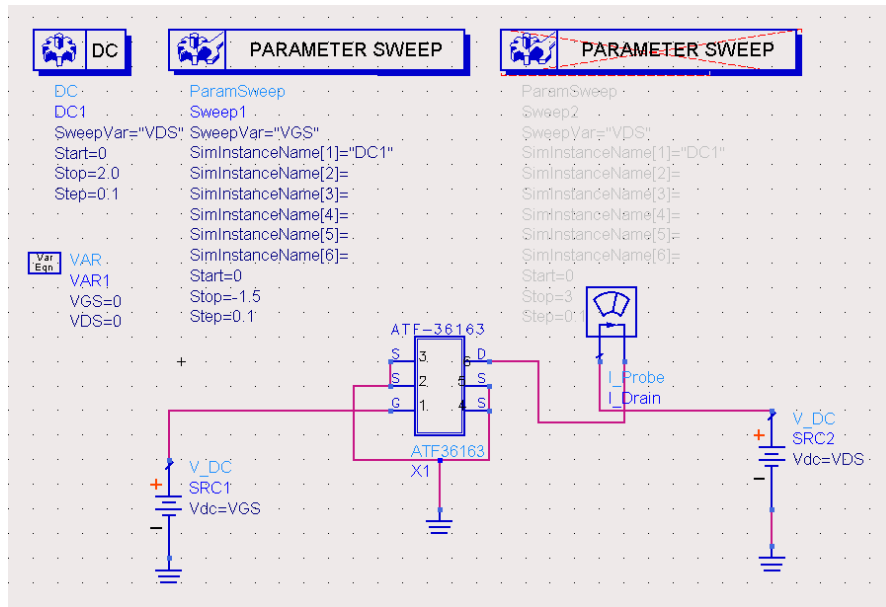 DC
PARAMETER SWEEP
PARAMETER SWEEP
DC
DC1
SweepVar="VDS"
Start=0
Stop=2.0
Step=0.1
ParamSweep
Sweep1
SweepVar="VGS"
SimInstanceName[1]="DC1"
SimInstanceName[2]=
SimInstanceName[3]=
SimInstanceName[4]=
SimInstanceName[5]=
SimInstanceName[6]=
Start=0
Stop=-1.5
Step=0.1
ParamSweep
Sweep2
SweepVar="VDS"
SimInstanceName[1]="DC1"
SimInstanceName[2]=
SimInstanceName[3]=
SimInstanceName[4]=
SimInstanceName[5]=
SimInstanceName[6]=
Start=0
Stop=3
Step=0.1
Var
Eqn
VAR
VAR1
VGS=0
VDS=0
ATF-36163
S 3 6 D
S 2 5 S
G 1 4 S
ATF36163
X1
I_Probe
I_Drain
+
V_DC
SRC1
Vdc=VGS
−
+
V_DC
SRC2
Vdc=VDS
−